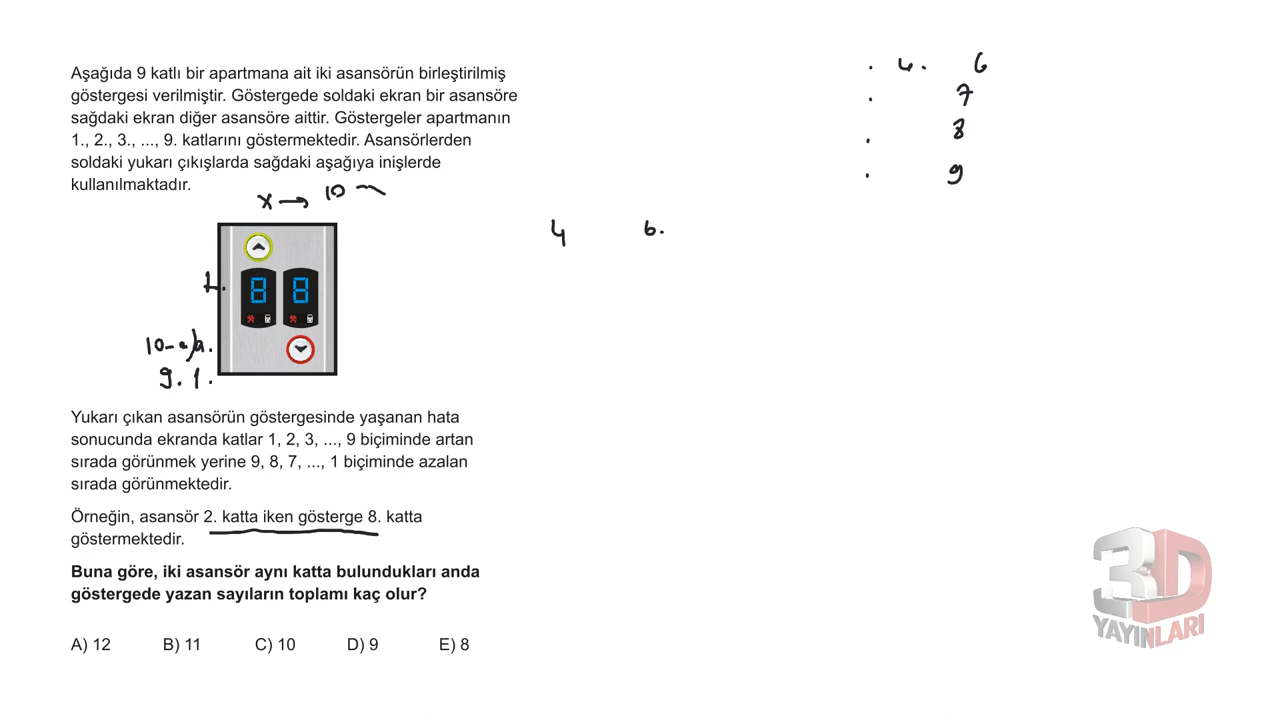 Aşağıda 9 katlı bir apartmana ait iki asansörün birleştirilmiş
göstergesi verilmiştir. Göstergede soldaki ekran bir asansöre
sağdaki ekran diğer asansöre aittir. Göstergeler apartmanın
1., 2., 3., ..., 9. katlarını göstermektedir. Asansörlerden
soldaki yukarı çıkışlarda sağdaki aşağıya inişlerde
kullanılmaktadır.
x → 10
8 8
9. 1.
Yukarı çıkan asansörün göstergesinde yaşanan hata
sonucunda ekranda katlar 1, 2, 3, ..., 9 biçiminde artan
sırada görünmek yerine 9, 8, 7, ..., 1 biçiminde azalan
sırada görünmektedir.
Örneğin, asansör 2. katta iken gösterge 8. katta
göstermektedir.
Buna göre, iki asansör aynı katta bulundukları anda
göstergede yazan sayıların toplamı kaç olur?
A) 12 B) 11 C) 10 D) 9 E) 8
. 4. 6
. 7
. 8
. 9
4 6.
3D
YAYINLARI